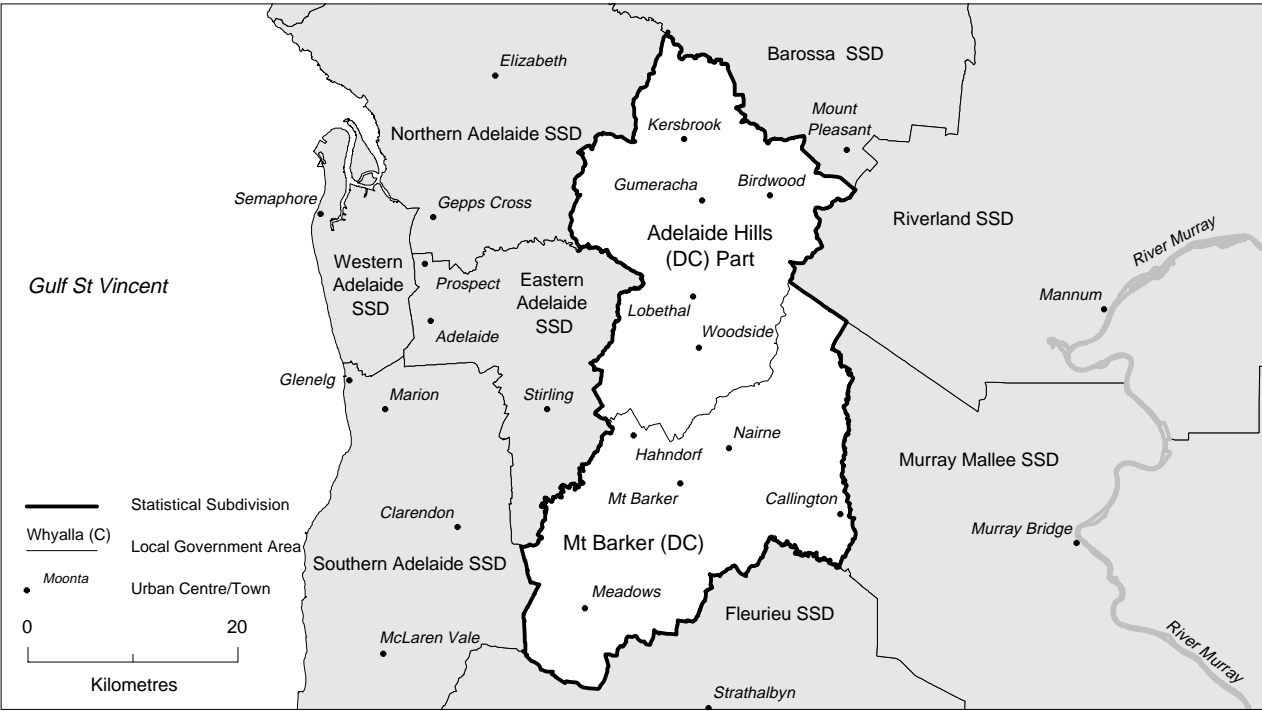 Elizabeth
Barossa SSD
Mount
Pleasant
Kersbrook
Northern Adelaide SSD
Gumeracha
Birdwood
Semaphore
Gepps Cross
Riverland SSD
River Murray
Adelaide Hills
(DC) Part
Western
Adelaide
SSD
Gulf St Vincent
Prospect
Eastern
Adelaide
SSD
Mannum
Lobethal
Adelaide
Woodside
Glenelg
Marion
Stirling
Nairne
Hahndorf
Murray Mallee SSD
Mt Barker
Callington
Statistical Subdivision
Clarendon
Whyalla (C)
Local Government Area
Murray Bridge
Mt Barker (DC)
Southern Adelaide SSD
Moonta
Urban Centre/Town
Meadows
Fleurieu SSD
0 20
Kilometres
McLaren Vale
River Murray
Strathalbyn